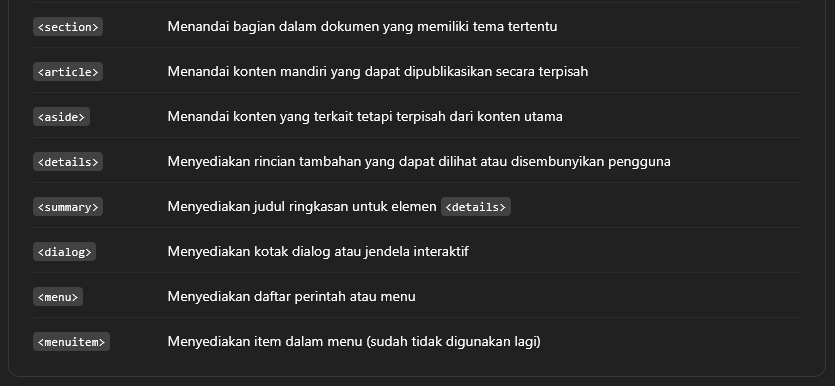 <section> Menandai bagian dalam dokumen yang memiliki tema tertentu
<article> Menandai konten mandiri yang dapat dipublikasikan secara terpisah
<aside> Menandai konten yang terkait tetapi terpisah dari konten utama
<details> Menyediakan rincian tambahan yang dapat dilihat atau disembunyikan pengguna
<summary> Menyediakan judul ringkasan untuk elemen <details>
<dialog> Menyediakan kotak dialog atau jendela interaktif
<menu> Menyediakan daftar perintah atau menu
<menuitem> Menyediakan item dalam menu (sudah tidak digunakan lagi)